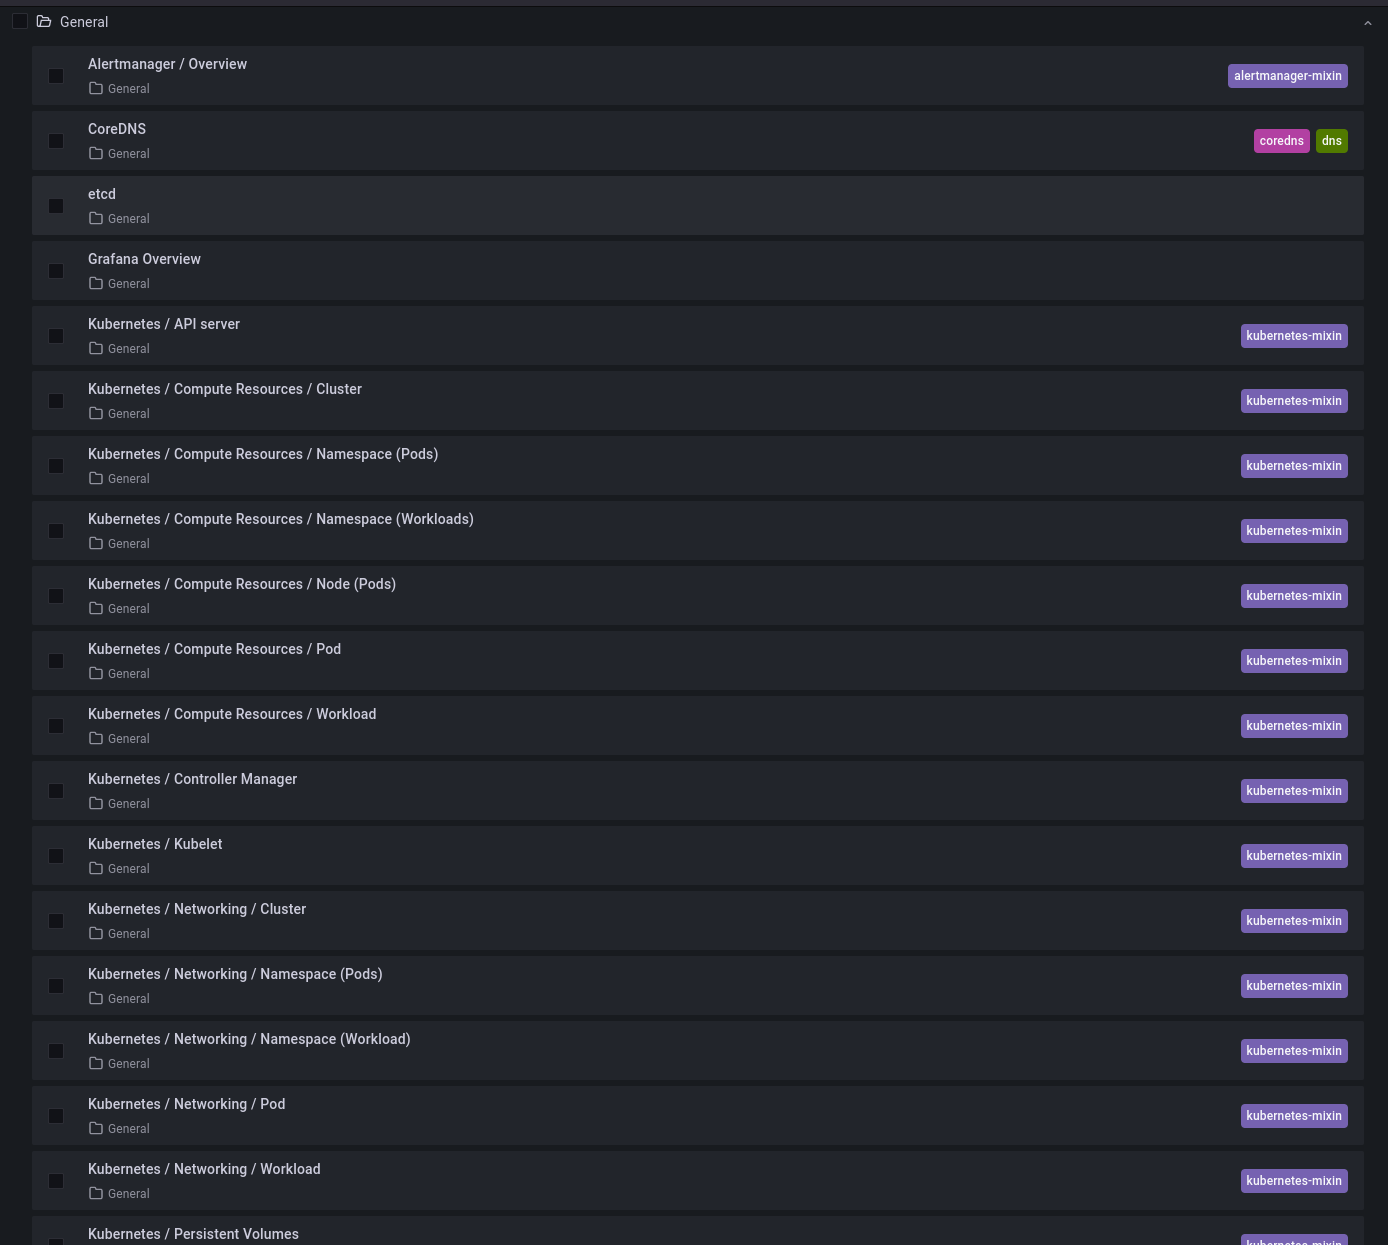 General
Alertmanager / Overview
General
alertmanager-mixin
CoreDNS
General
coredns dns
etcd
General
Grafana Overview
General
Kubernetes / API server
General
kubernetes-mixin
Kubernetes / Compute Resources / Cluster
General
kubernetes-mixin
Kubernetes / Compute Resources / Namespace (Pods)
General
kubernetes-mixin
Kubernetes / Compute Resources / Namespace (Workloads)
General
kubernetes-mixin
Kubernetes / Compute Resources / Node (Pods)
General
kubernetes-mixin
Kubernetes / Compute Resources / Pod
General
kubernetes-mixin
Kubernetes / Compute Resources / Workload
General
kubernetes-mixin
Kubernetes / Controller Manager
General
kubernetes-mixin
Kubernetes / Kubelet
General
kubernetes-mixin
Kubernetes / Networking / Cluster
General
kubernetes-mixin
Kubernetes / Networking / Namespace (Pods)
General
kubernetes-mixin
Kubernetes / Networking / Namespace (Workload)
General
kubernetes-mixin
Kubernetes / Networking / Pod
General
kubernetes-mixin
Kubernetes / Networking / Workload
General
kubernetes-mixin
Kubernetes / Persistent Volumes
kubernetes-mixin